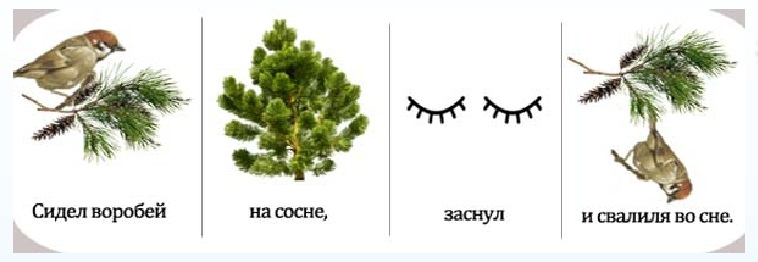 Сидел воробей
на сосне,
заснул
и свалиля во сне.